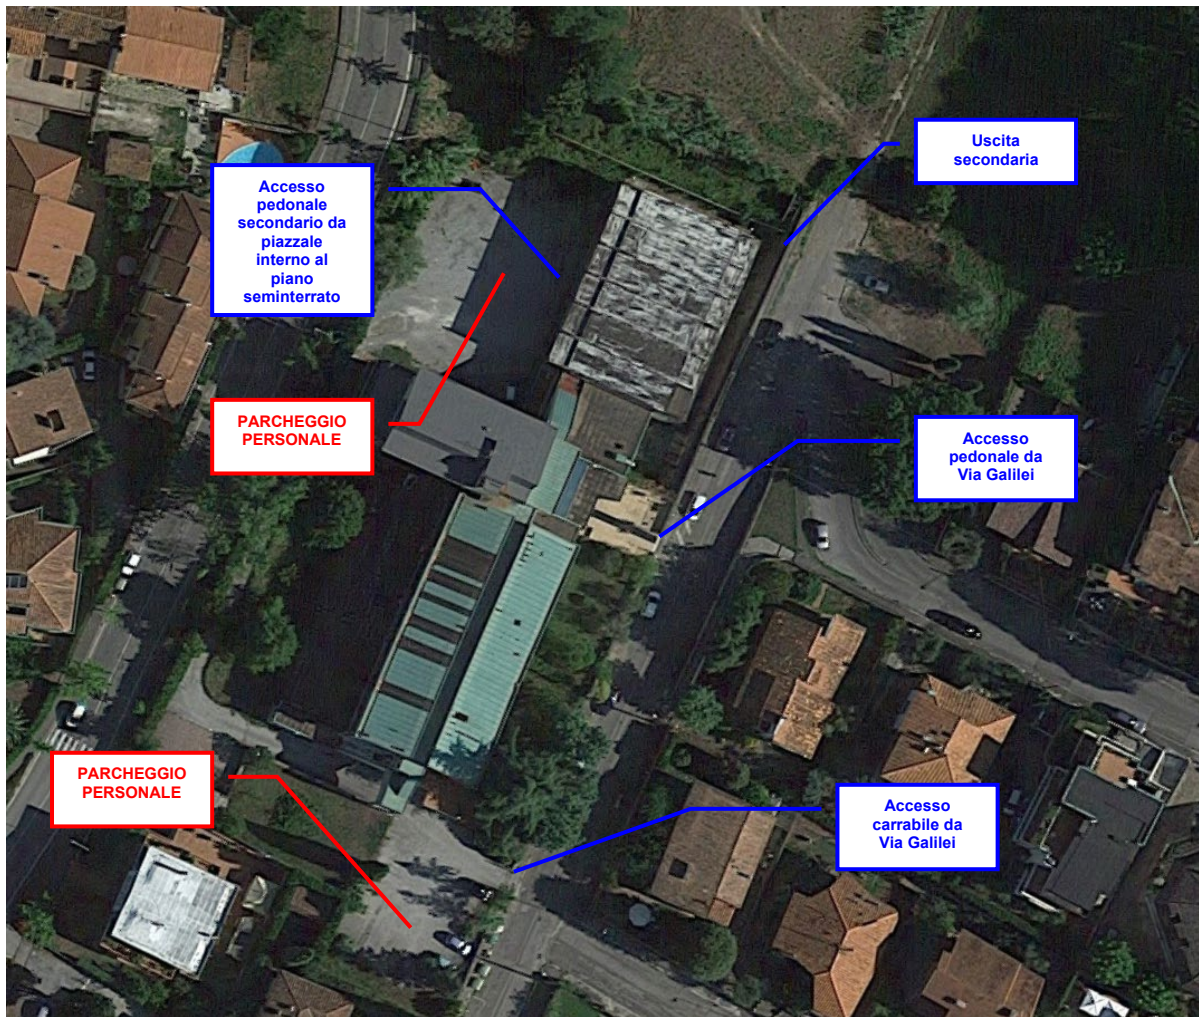 Uscita
secondaria
Accesso
pedonale
secondario da
piazzale
interno al
piano
seminterrato
PARCHEGGIO
PERSONALE
Accesso
pedonale da
Via Galilei
PARCHEGGIO
PERSONALE
Accesso
carrabile da
Via Galilei